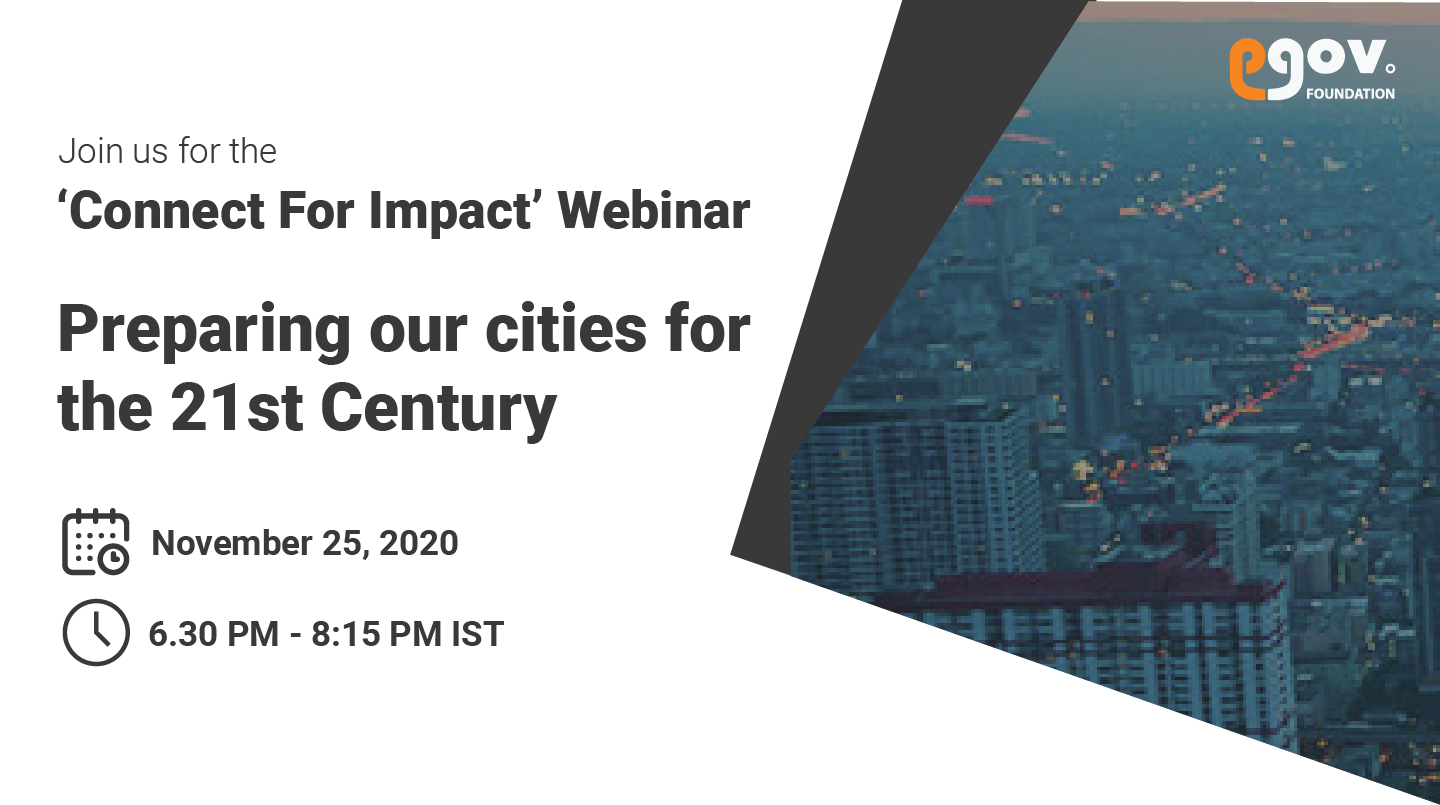 egov.
FOUNDATION
Join us for the
‘Connect For Impact’ Webinar
Preparing our cities for
the 21st Century
November 25, 2020
6.30 PM - 8:15 PM IST